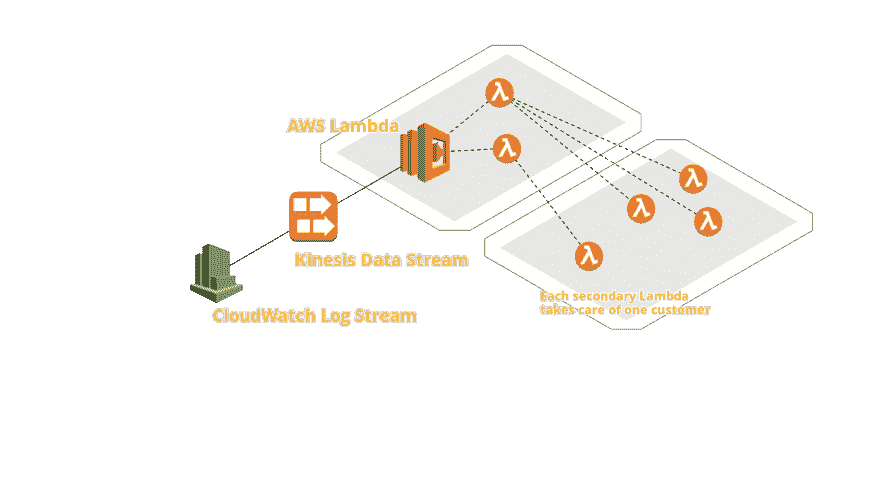 AWS Lambda
Kinesis Data Stream
CloudWatch Log Stream
Each secondary Lambda
takes care of one customer